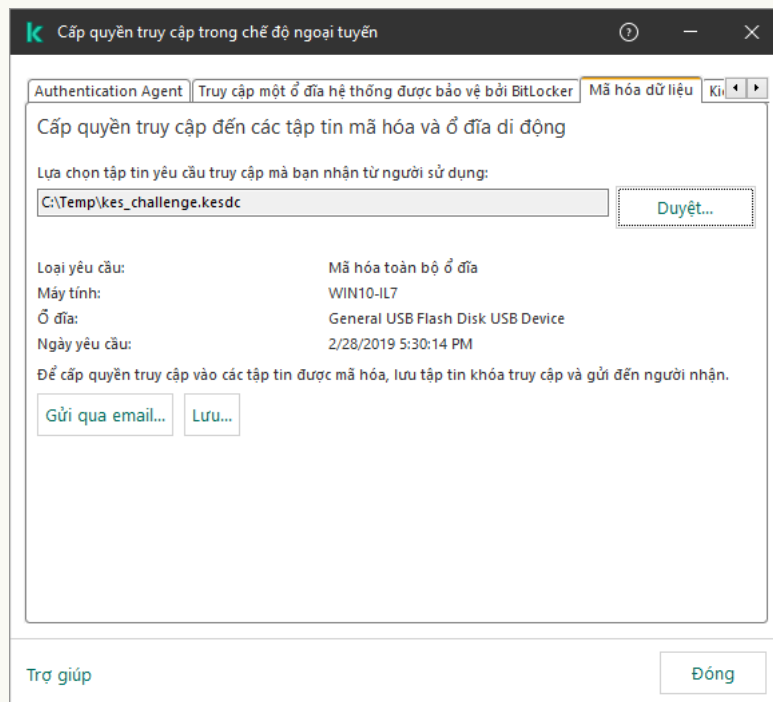 Cấp quyền truy cập trong chế độ ngoại tuyến
Authentication Agent Truy cập một ổ đĩa hệ thống được bảo vệ bởi BitLocker Mã hóa dữ liệu
Cấp quyền truy cập đến các tập tin mã hóa và ổ đĩa di động
Lựa chọn tập tin yêu cầu truy cập mà bạn nhận từ người sử dụng:
C:\Temp\kes_challenge.kesdc Duyệt...
Loại yêu cầu: Mã hóa toàn bộ ổ đĩa
Máy tính: WIN10-IL7
Ổ đĩa: General USB Flash Disk USB Device
Ngày yêu cầu: 2/28/2019 5:30:14 PM
Để cấp quyền truy cập vào các tập tin được mã hóa, lưu tập tin khóa truy cập và gửi đến người nhận.
Gửi qua email... Lưu...
Trợ giúp Đóng